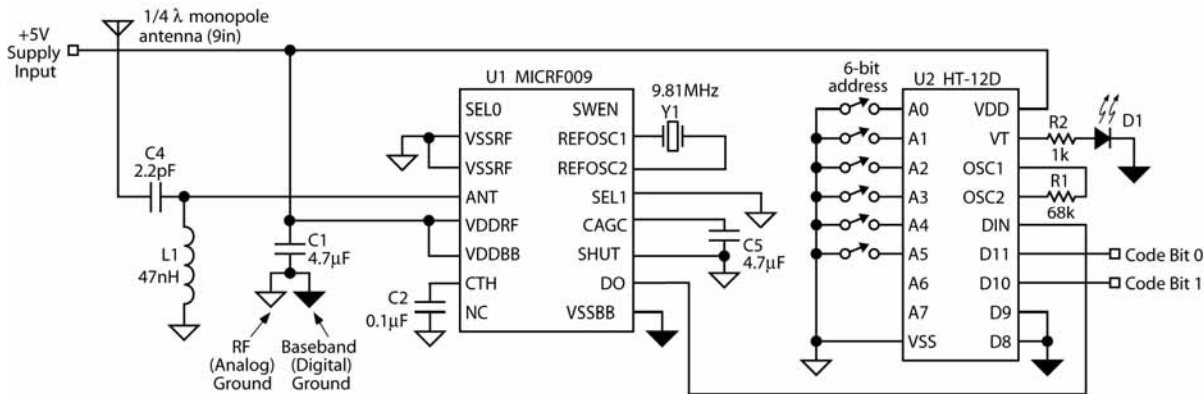 1/4 λ monopole
antenna (9in)
+5V
Supply
Input
C4
2.2pF
L1
47nH
C1
4.7µF
RF
(Analog)
Ground
Baseband
(Digital)
Ground
C2
0.1µF
U1 MICRF009
SEL0
VSSRF
VSSRF
ANT
VDDRF
VDDBB
CTH
NC
SWEN
REFOSC1
REFOSC2
SEL1
CAGC
SHUT
DO
VSSBB
9.81MHz
Y1
C5
4.7µF
6-bit
address
U2 HT-12D
A0
A1
A2
A3
A4
A5
A6
A7
VSS
VDD
VT
OSC1
OSC2
DIN
D11
D10
D9
D8
R2
1k
D1
R1
68k
Code Bit 0
Code Bit 1